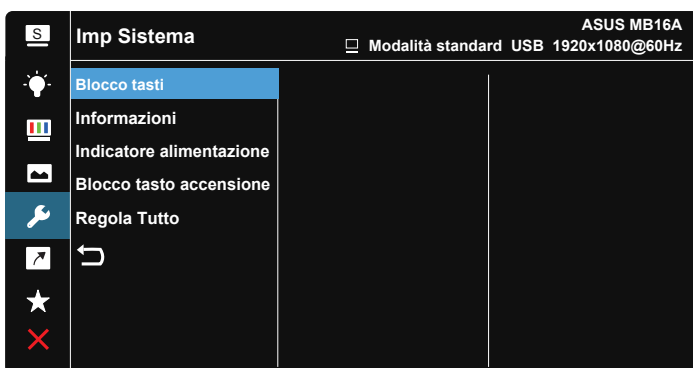 S
Imp Sistema
ASUS MB16A
Modalità standard USB 1920x1080@60Hz
Blocco tasti
Informazioni
Indicatore alimentazione
Blocco tasto accensione
Regola Tutto